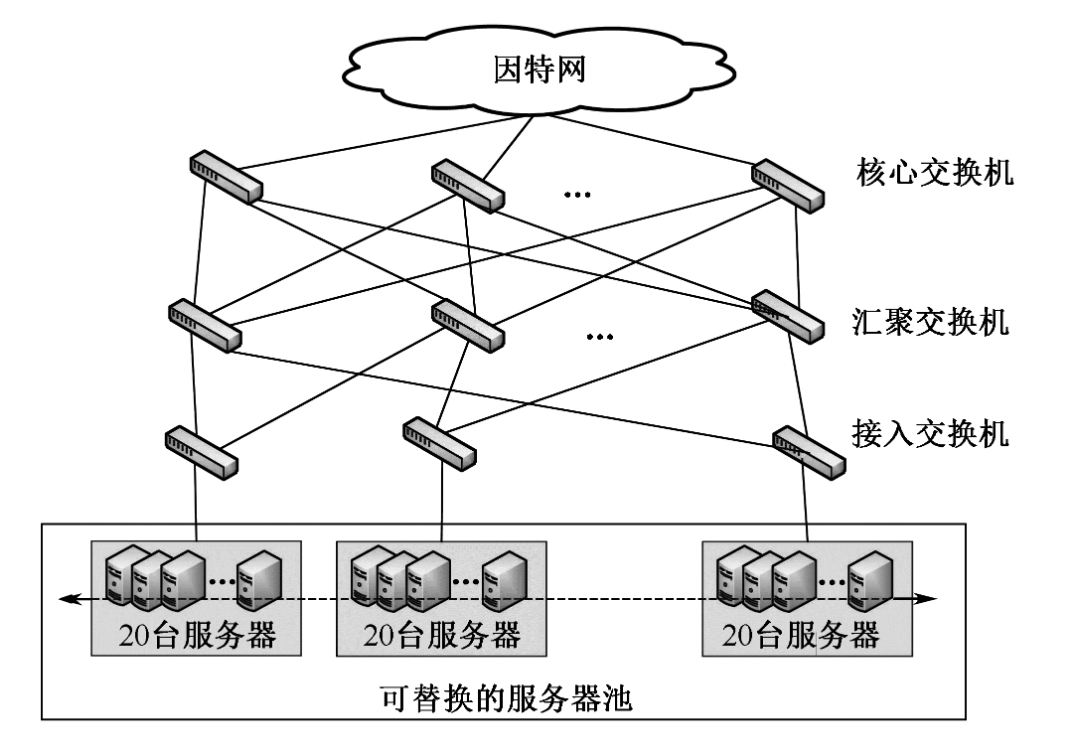 因特网
核心交换机
...
汇聚交换机
...
接入交换机
... ... ...
20台服务器 20台服务器 20台服务器
可替换的服务器池